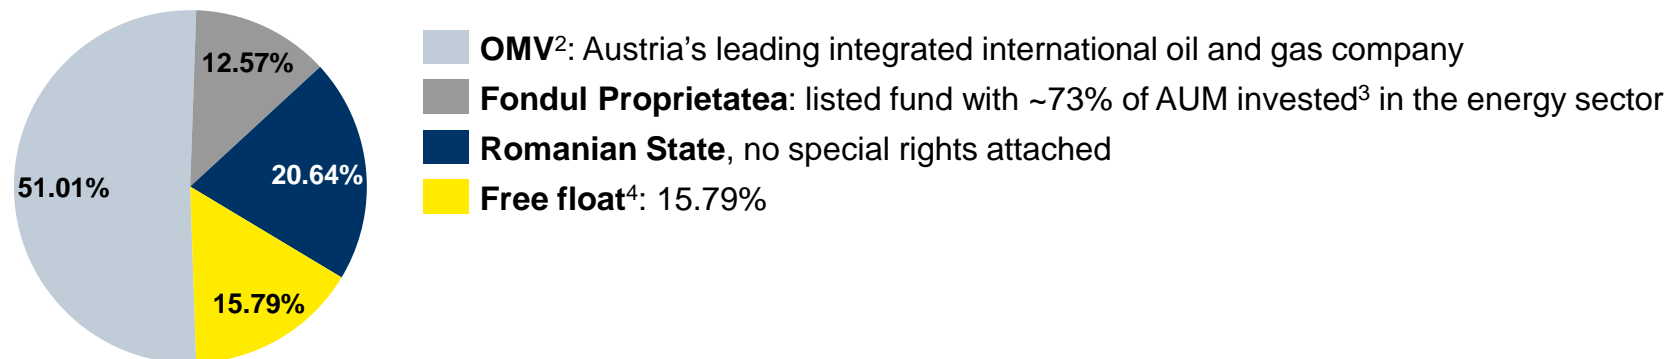 12.57%
20.64%
51.01%
15.79%
OMV²: Austria’s leading integrated international oil and gas company
Fondul Proprietatea: listed fund with ~73% of AUM invested³ in the energy sector
Romanian State, no special rights attached
Free float⁴: 15.79%